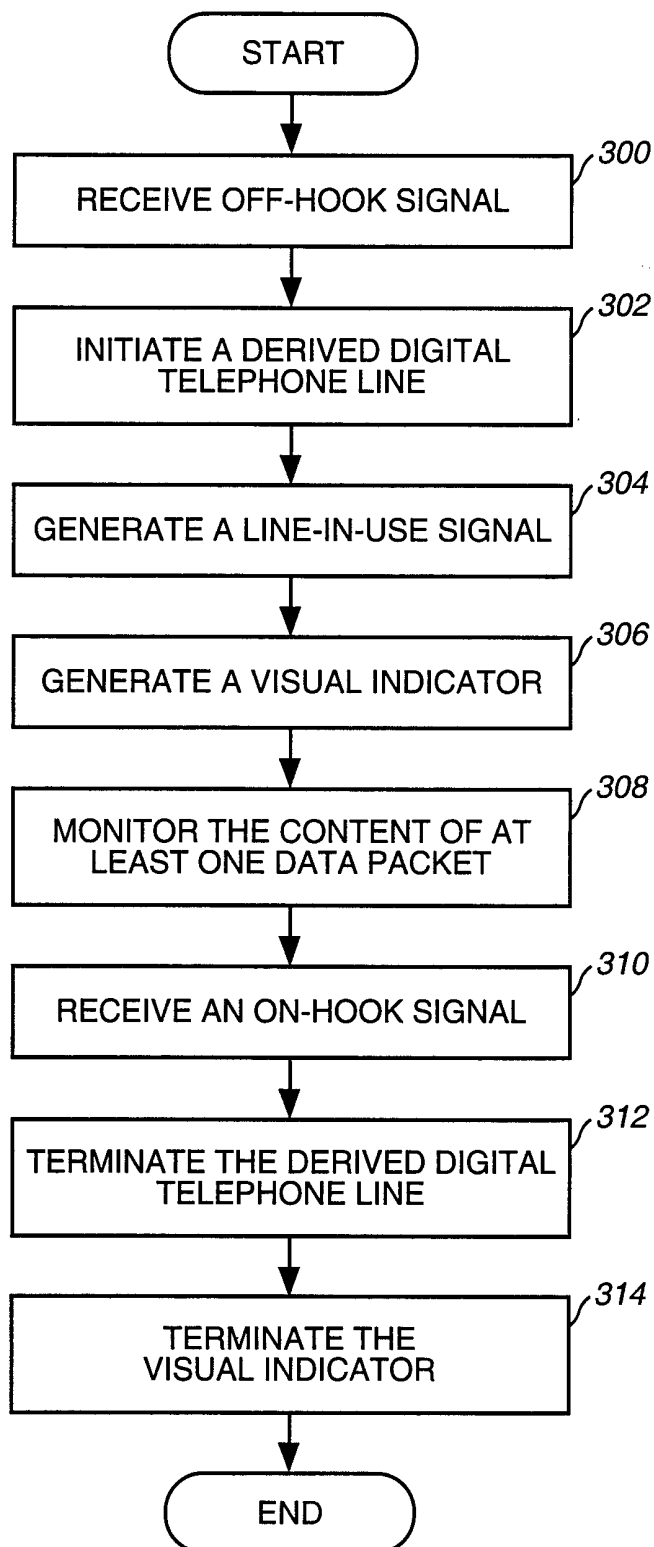 START
300
RECEIVE OFF-HOOK SIGNAL
302
INITIATE A DERIVED DIGITAL
TELEPHONE LINE
304
GENERATE A LINE-IN-USE SIGNAL
306
GENERATE A VISUAL INDICATOR
308
MONITOR THE CONTENT OF AT
LEAST ONE DATA PACKET
310
RECEIVE AN ON-HOOK SIGNAL
312
TERMINATE THE DERIVED DIGITAL
TELEPHONE LINE
314
TERMINATE THE
VISUAL INDICATOR
END